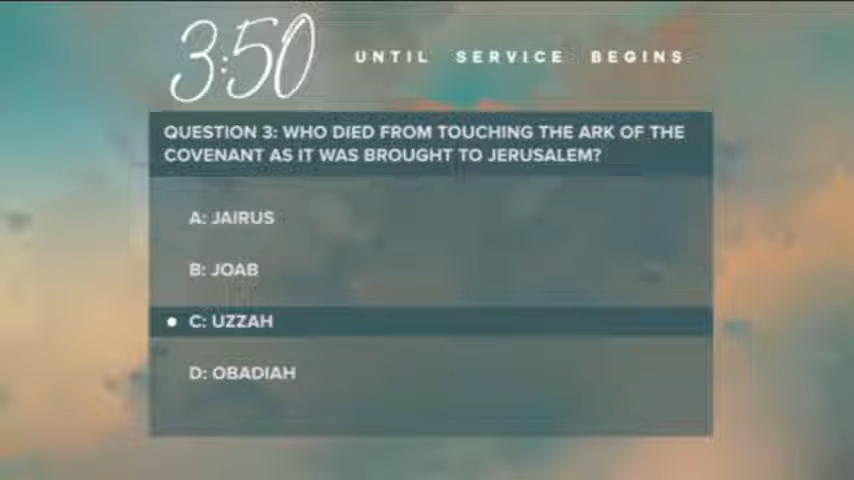 3:50 UNTIL SERVICE BEGINS
QUESTION 3: WHO DIED FROM TOUCHING THE ARK OF THE
COVENANT AS IT WAS BROUGHT TO JERUSALEM?
A: JAIRUS
B: JOAB
C: UZZAH
D: OBADIAH